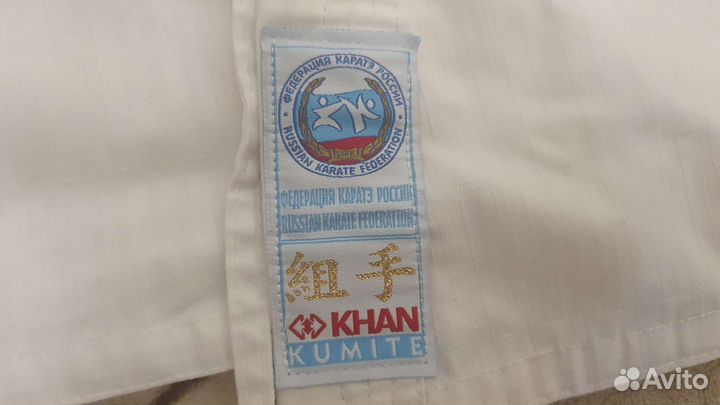 ФЕДЕРАЦИЯ КАРАТЭ РОССИИ
RUSSIAN KARATE FEDERATION
ФЕДЕРАЦИЯ КАРАТЭ РОССИИ
RUSSIAN KARATE FEDERATION
組手
KHAN
KUMITE
Avito